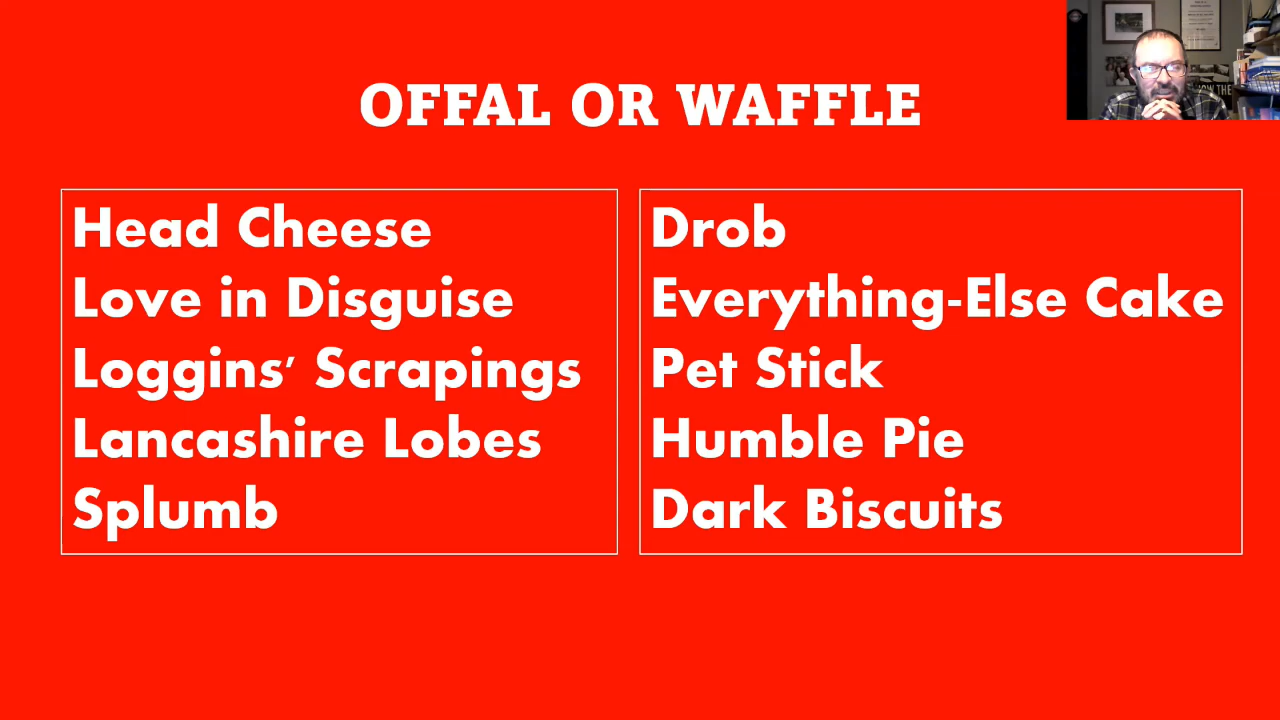 OFFAL OR WAFFLE
Head Cheese
Love in Disguise
Loggins' Scrapings
Lancashire Lobes
Splumb
Drob
Everything-Else Cake
Pet Stick
Humble Pie
Dark Biscuits